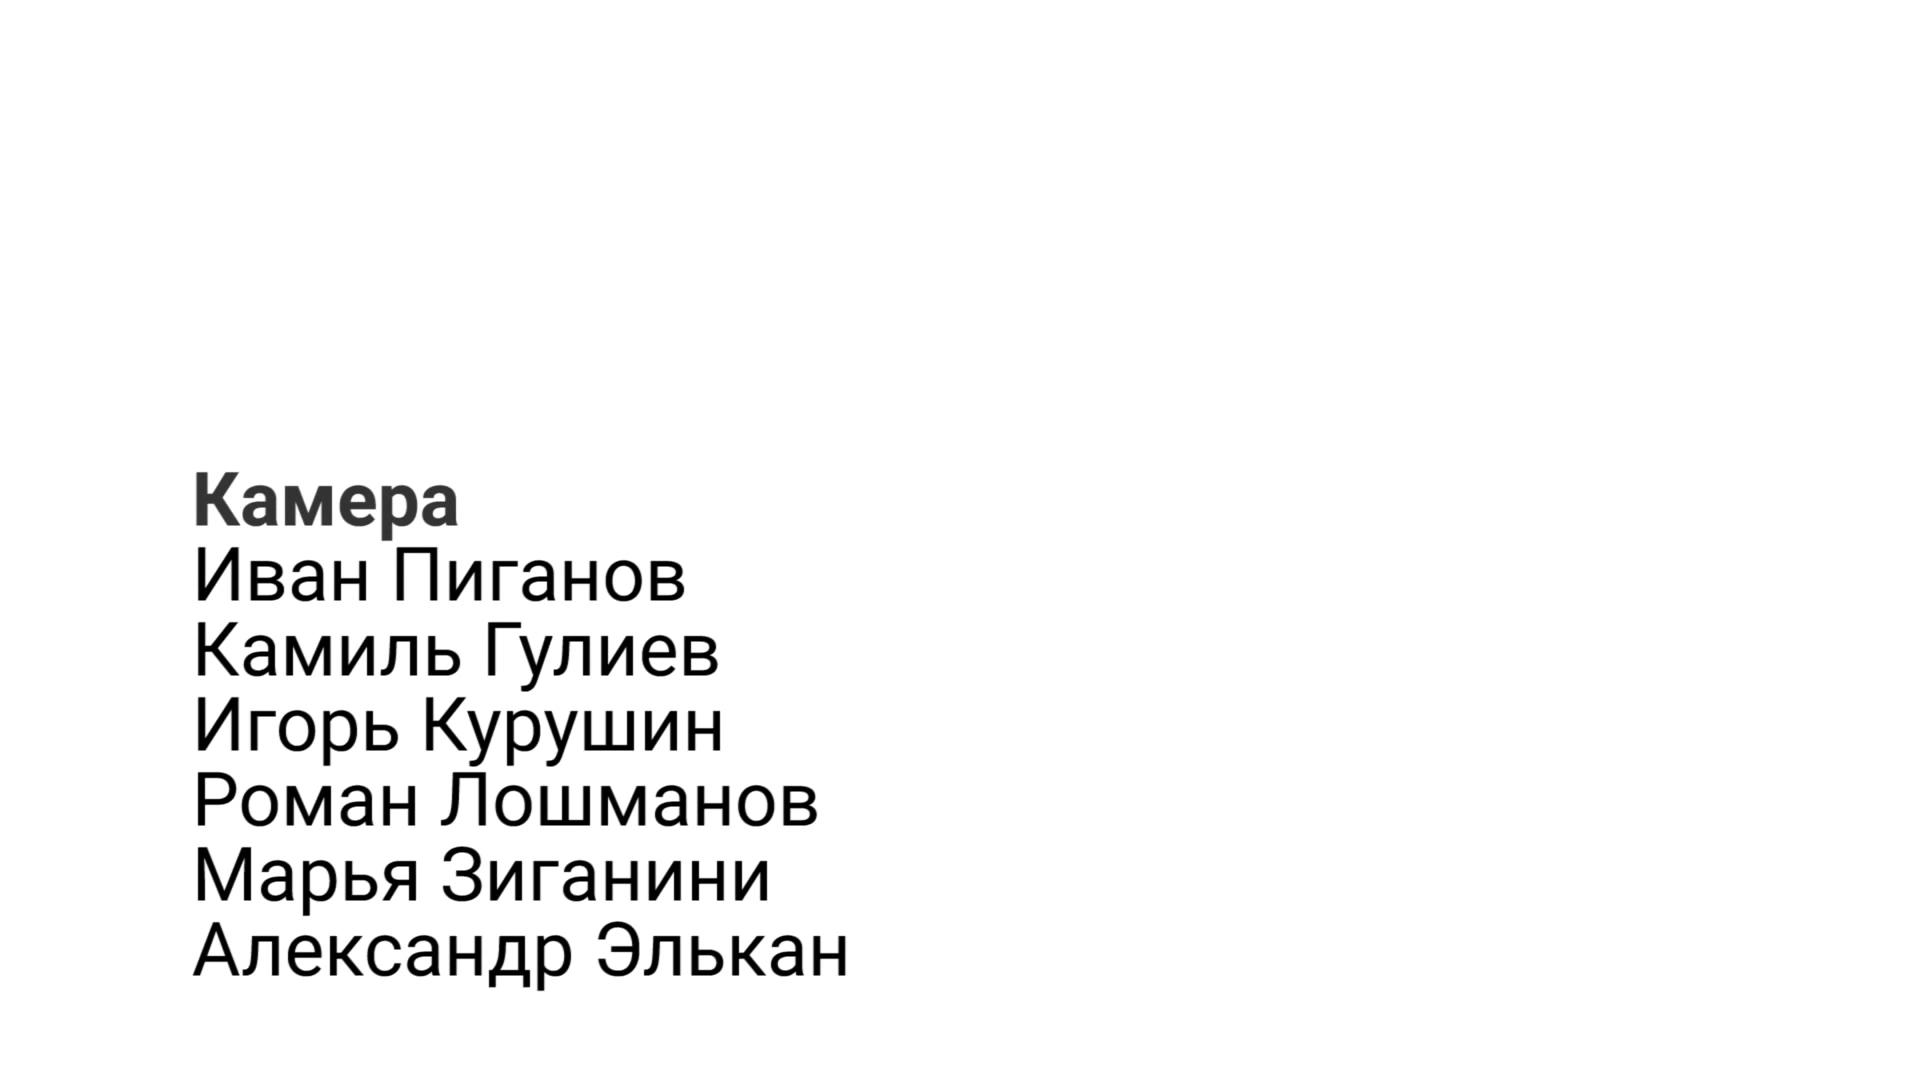 Камера
Иван Пиганов
Камиль Гулиев
Игорь Курушин
Роман Лошманов
Марья Зиганини
Александр Элькан